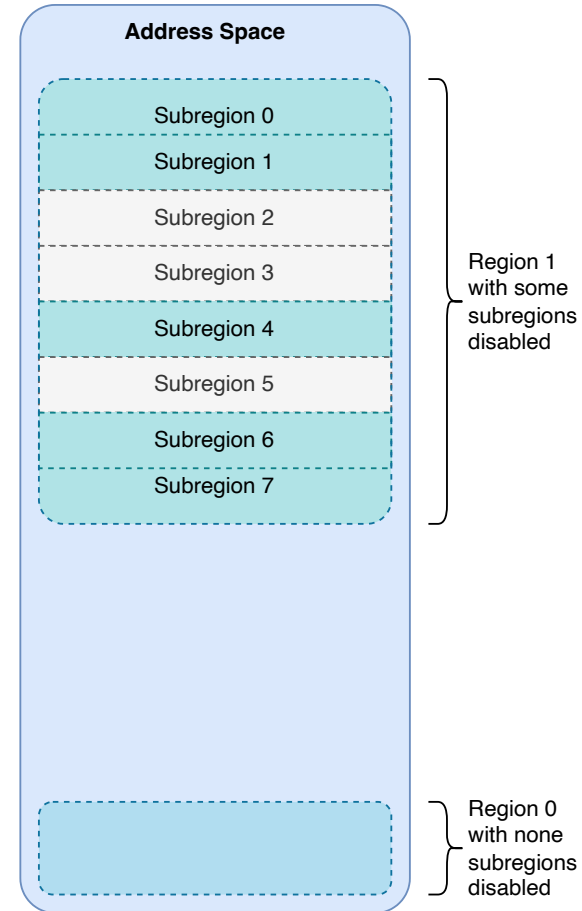 Address Space
Subregion 0
Subregion 1
Subregion 2
Subregion 3
Subregion 4
Subregion 5
Subregion 6
Subregion 7
Region 1
with some
subregions
disabled
Region 0
with none
subregions
disabled